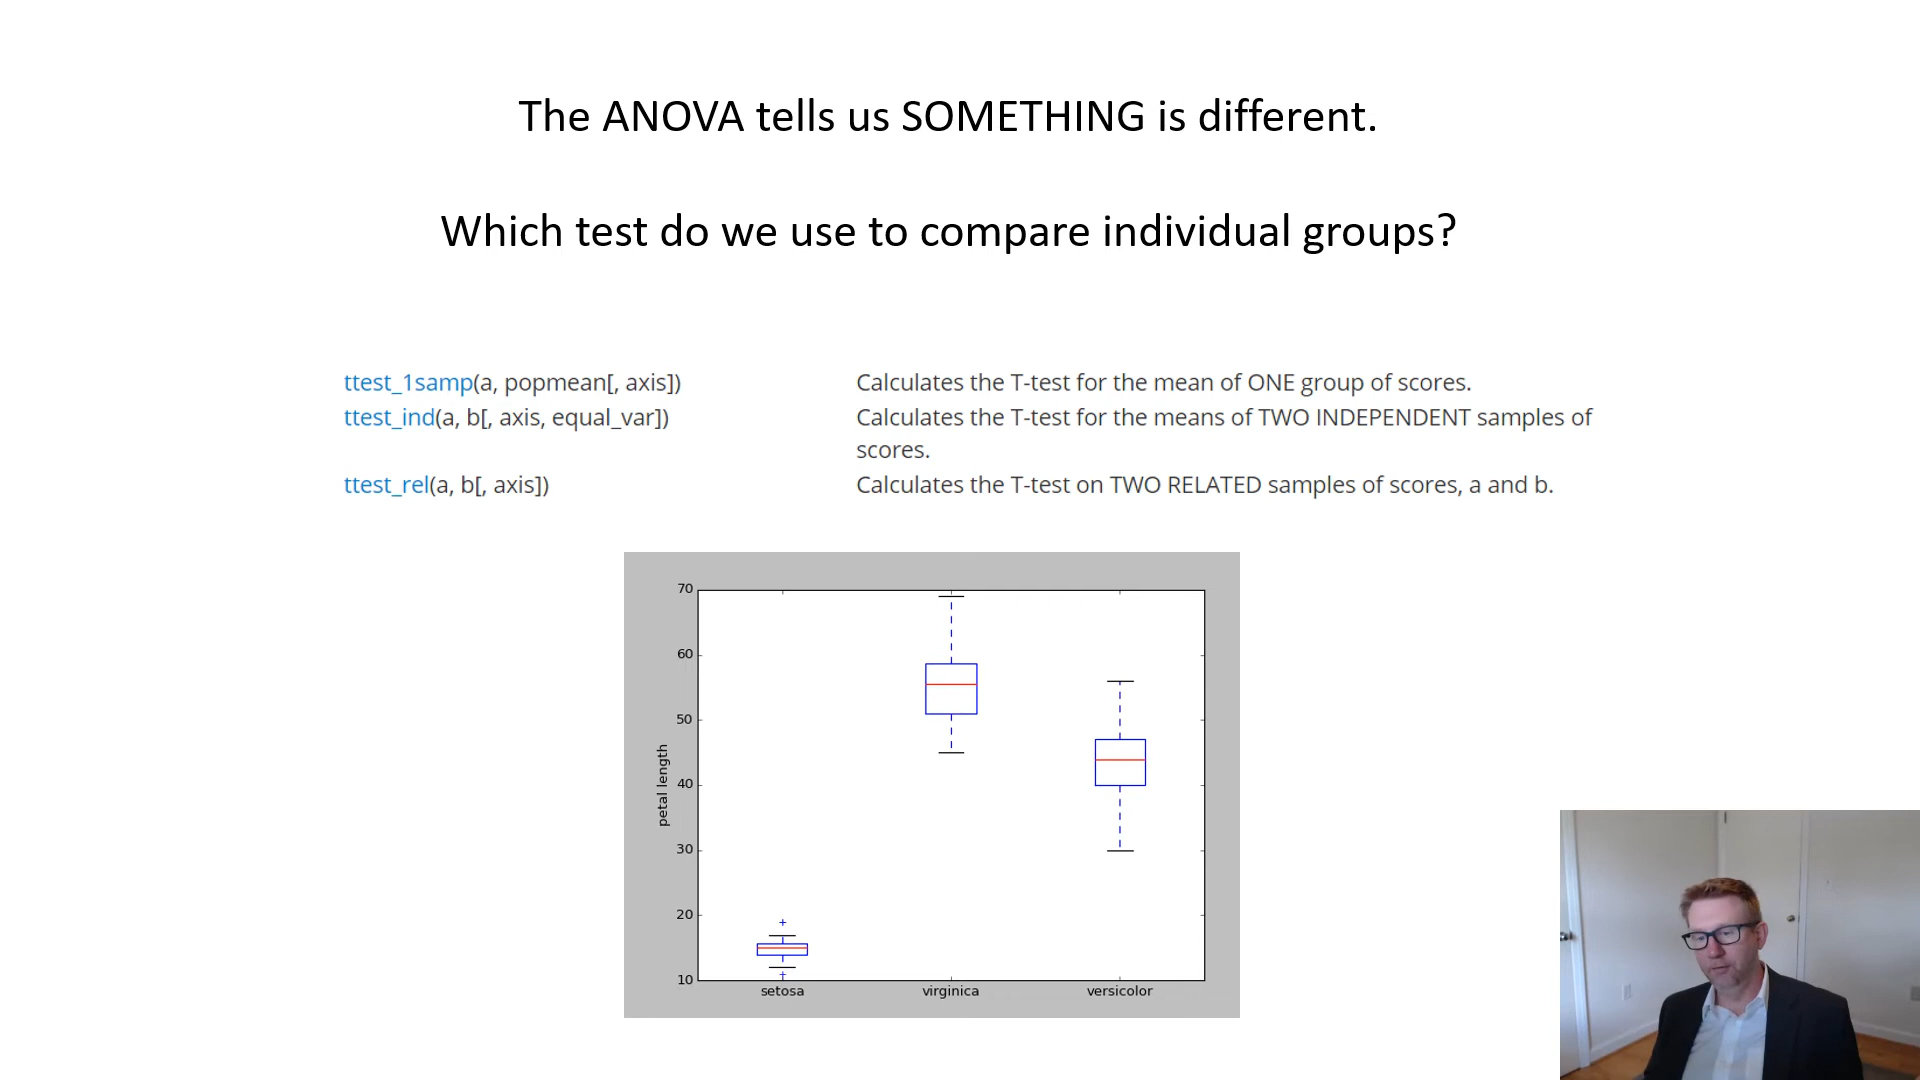 The ANOVA tells us SOMETHING is different.
Which test do we use to compare individual groups?
ttest_1samp(a, popmean[, axis]) Calculates the T-test for the mean of ONE group of scores.
ttest_ind(a, b[, axis, equal_var]) Calculates the T-test for the means of TWO INDEPENDENT samples of
scores.
ttest_rel(a, b[, axis]) Calculates the T-test on TWO RELATED samples of scores, a and b.
70
60
50
40
30
20
10
petal length
setosa virginica versicolor